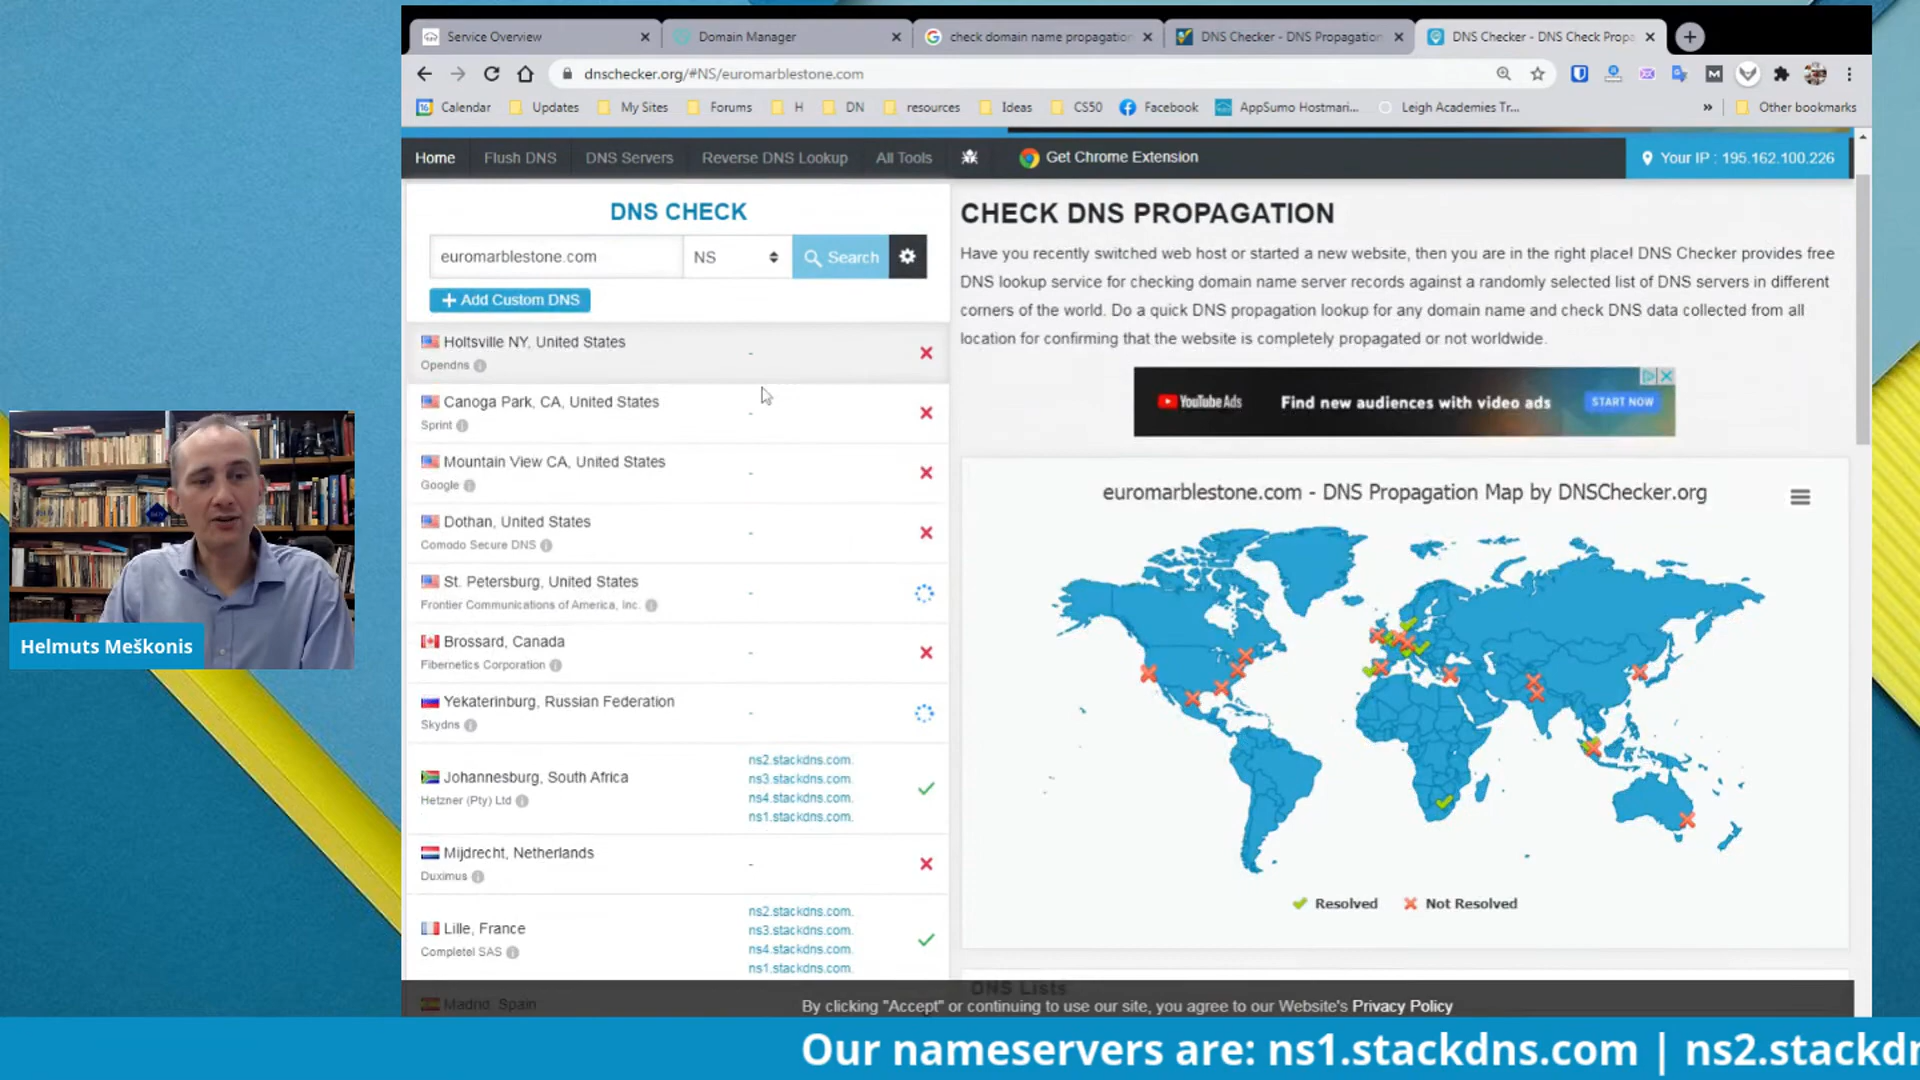 Service Overview
Domain Manager
check domain name propagation
DNS Checker - DNS Propagation
DNS Checker - DNS Check Propa
dnschecker.org/#NS/euromarblestone.com
Calendar
Updates
My Sites
Forums
H
DN
resources
Ideas
CS50
Facebook
AppSumo Hostmari...
Leigh Academies Tr...
»
Other bookmarks
Home
Flush DNS
DNS Servers
Reverse DNS Lookup
All Tools
Get Chrome Extension
Your IP : 195.162.100.226
DNS CHECK
euromarblestone.com
NS
Search
+ Add Custom DNS
Holtsville NY, United States
Opendns
-
Canoga Park, CA, United States
Sprint
-
Mountain View CA, United States
Google
-
Dothan, United States
Comodo Secure DNS
-
St. Petersburg, United States
Frontier Communications of America, Inc.
-
Brossard, Canada
Fibernetics Corporation
-
Yekaterinburg, Russian Federation
Skydns
-
Johannesburg, South Africa
Hetzner (Pty) Ltd
ns2.stackdns.com.
ns3.stackdns.com.
ns4.stackdns.com.
ns1.stackdns.com.
Mijdrecht, Netherlands
Duximus
-
Lille, France
Completel SAS
ns2.stackdns.com.
ns3.stackdns.com.
ns4.stackdns.com.
ns1.stackdns.com.
Madrid, Spain
CHECK DNS PROPAGATION
Have you recently switched web host or started a new website, then you are in the right place! DNS Checker provides free
DNS lookup service for checking domain name server records against a randomly selected list of DNS servers in different
corners of the world. Do a quick DNS propagation lookup for any domain name and check DNS data collected from all
location for confirming that the website is completely propagated or not worldwide.
YouTube Ads
Find new audiences with video ads
START NOW
euromarblestone.com - DNS Propagation Map by DNSChecker.org
Resolved
Not Resolved
DNS Lists
By clicking "Accept" or continuing to use our site, you agree to our Website's Privacy Policy
Helmuts Meškonis
Our nameservers are: ns1.stackdns.com | ns2.stackdn